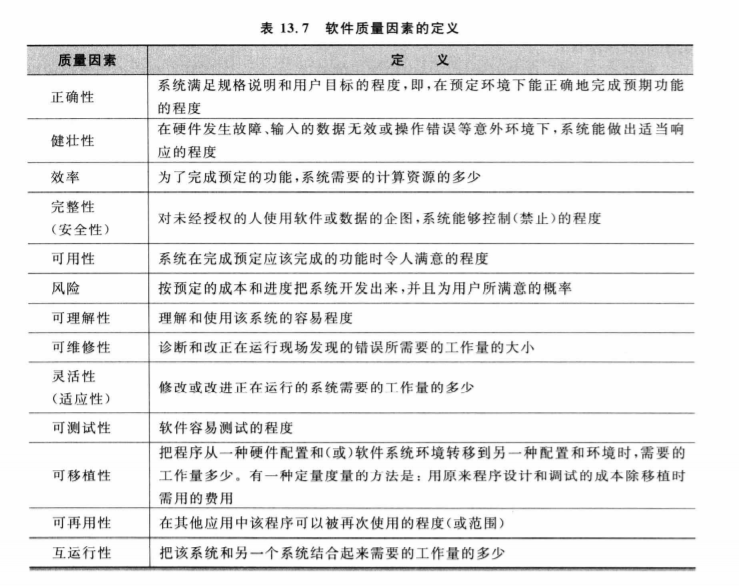 表 13.7 软件质量因素的定义
质量因素 定 义
正确性 系统满足规格说明和用户目标的程度,即,在预定环境下能正确地完成预期功能
的程度
健壮性 在硬件发生故障、输入的数据无效或操作错误等意外环境下,系统能做出适当响
应的程度
效率 为了完成预定的功能,系统需要的计算资源的多少
完整性
(安全性) 对未经授权的人使用软件或数据的企图,系统能够控制(禁止)的程度
可用性 系统在完成预定应该完成的功能时令人满意的程度
风险 按预定的成本和进度把系统开发出来,并且为用户所满意的概率
可理解性 理解和使用该系统的容易程度
可维修性 诊断和改正在运行现场发现的错误所需要的工作量的大小
灵活性
(适应性) 修改或改进正在运行的系统需要的工作量的多少
可测试性 软件容易测试的程度
可移植性 把程序从一种硬件配置和(或)软件系统环境转移到另一种配置和环境时,需要的
工作量多少。有一种定量度量的方法是:用原来程序设计和调试的成本除移植时
需用的费用
可再用性 在其他应用中该程序可以被再次使用的程度(或范围)
互运行性 把该系统和另一个系统结合起来需要的工作量的多少